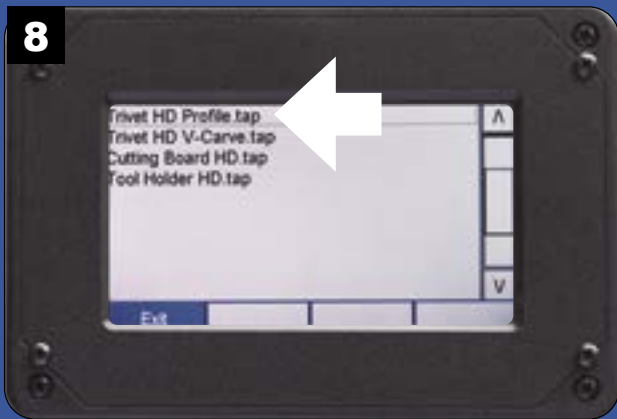 8
Trivet HD Profile.tap
Trivet HD V-Carve.tap
Cutting Board HD.tap
Tool Holder HD.tap
Λ
V
Exit